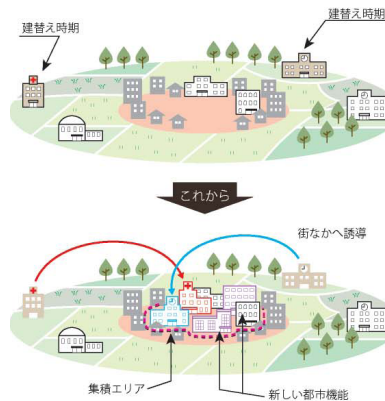 建替え時期
建替え時期
これから
街なかへ誘導
集積エリア
新しい都市機能